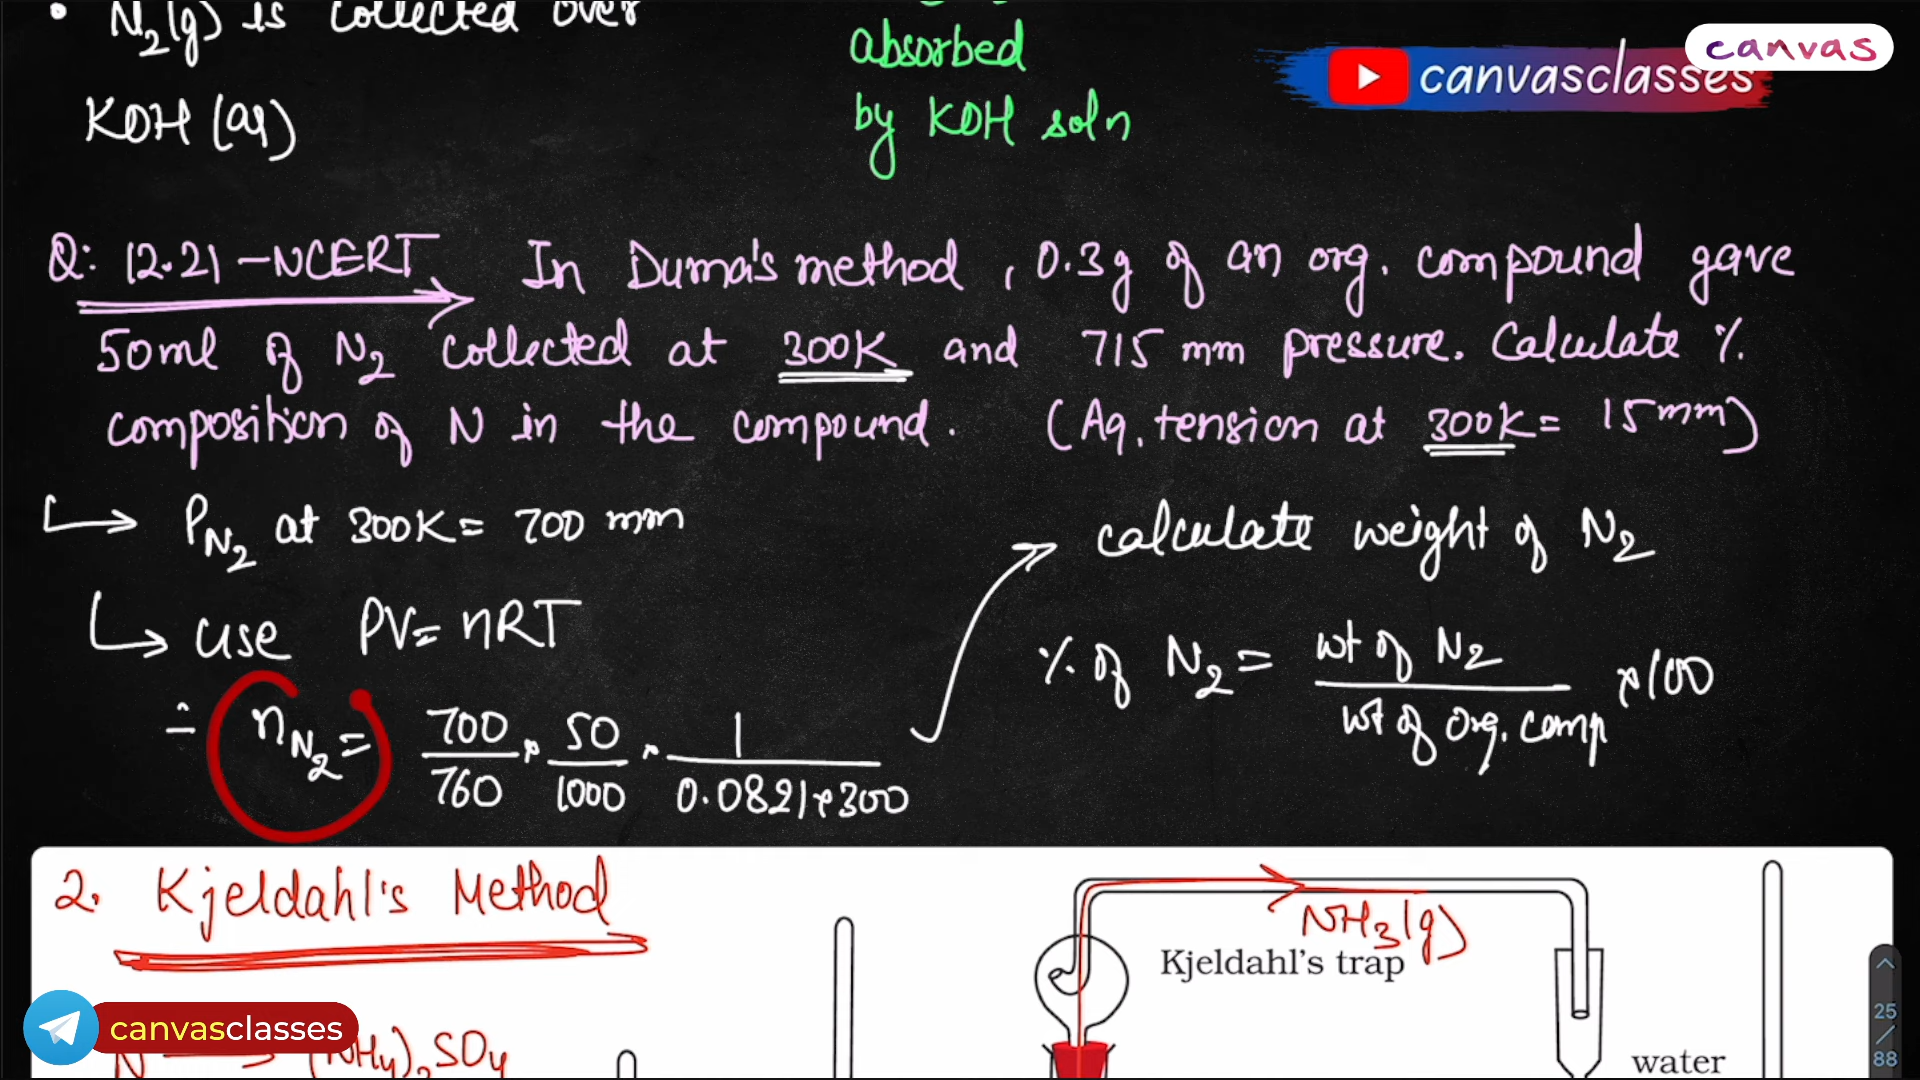 • N2(g) is collected over
KOH (aq)
absorbed
by KOH soln
canvas
canvasclasses
Q: 12.21 - NCERT. In Duma's method, 0.3g of an org. compound gave
50ml of N2 collected at 300K and 715 mm pressure. Calculate %
composition of N in the compound. (Aq. tension at 300K = 15mm)
↳ PN2 at 300K = 700 mm
↳ use PV = nRT
∴ nN2 = 700/760 × 50/1000 × 1/0.0821×300
calculate weight of N2
% of N2 = wt of N2/wt of org. comp × 100
2. Kjeldahl's Method
NH3(g)
Kjeldahl's trap
canvasclasses
N → (NH4)2SO4
water
25
/
88